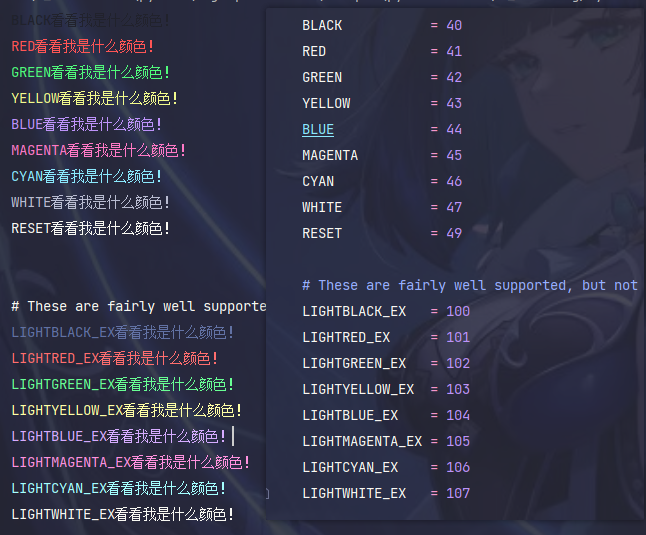 BLACK看看我是什么颜色!
RED看看我是什么颜色!
GREEN看看我是什么颜色!
YELLOW看看我是什么颜色!
BLUE看看我是什么颜色!
MAGENTA看看我是什么颜色!
CYAN看看我是什么颜色!
WHITE看看我是什么颜色!
RESET看看我是什么颜色!
# These are fairly well supporte
LIGHTBLACK_EX看看我是什么颜色!
LIGHTRED_EX看看我是什么颜色!
LIGHTGREEN_EX看看我是什么颜色!
LIGHTYELLOW_EX看看我是什么颜色!
LIGHTBLUE_EX看看我是什么颜色!
LIGHTMAGENTA_EX看看我是什么颜色!
LIGHTCYAN_EX看看我是什么颜色!
LIGHTWHITE_EX看看我是什么颜色!
BLACK = 40
RED = 41
GREEN = 42
YELLOW = 43
BLUE = 44
MAGENTA = 45
CYAN = 46
WHITE = 47
RESET = 49
# These are fairly well supported, but not
LIGHTBLACK_EX = 100
LIGHTRED_EX = 101
LIGHTGREEN_EX = 102
LIGHTYELLOW_EX = 103
LIGHTBLUE_EX = 104
LIGHTMAGENTA_EX = 105
LIGHTCYAN_EX = 106
LIGHTWHITE_EX = 107